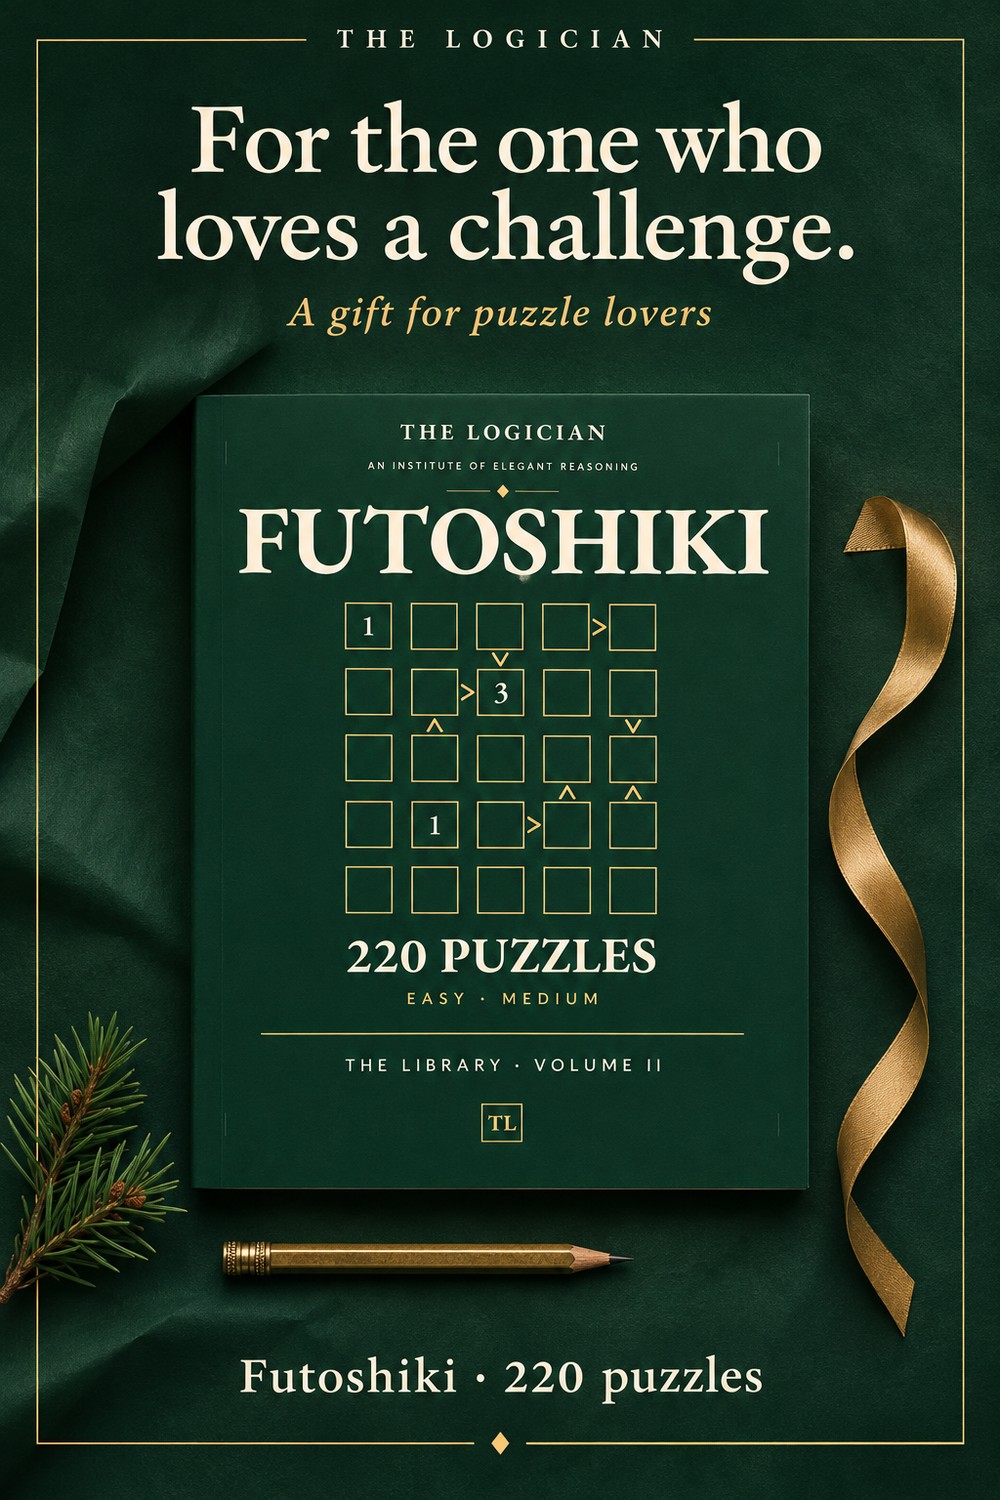 THE LOGICIAN
For the one who
loves a challenge.
A gift for puzzle lovers
THE LOGICIAN
AN INSTITUTE OF ELEGANT REASONING
FUTOSHIKI
1 >
∨
> 3
∧ ∨
∧ ∧
1 >
220 PUZZLES
EASY · MEDIUM
THE LIBRARY · VOLUME II
TL
Futoshiki · 220 puzzles